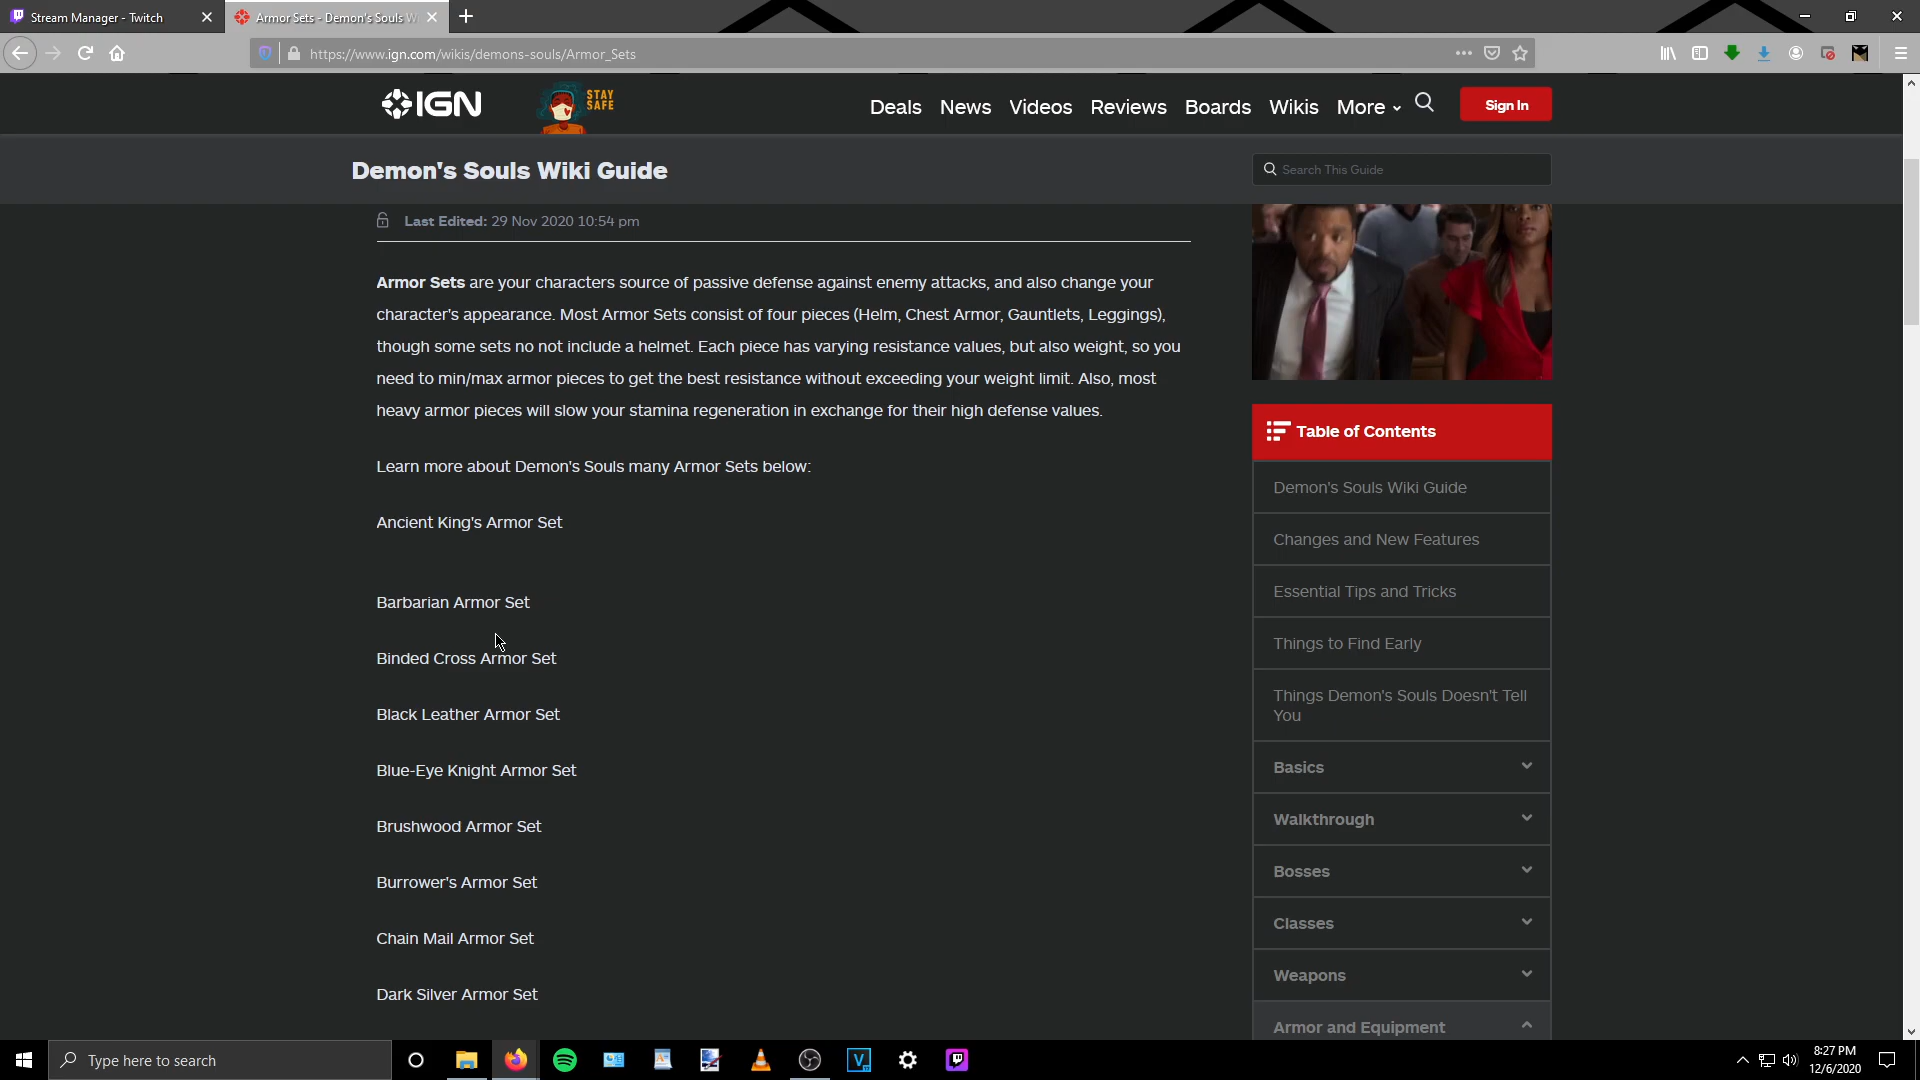 Stream Manager - Twitch
Armor Sets - Demon's Souls W
https://www.ign.com/wikis/demons-souls/Armor_Sets
IGN
STAY
SAFE
Deals News Videos Reviews Boards Wikis More
Sign In
Demon's Souls Wiki Guide
Search This Guide
Last Edited: 29 Nov 2020 10:54 pm
Armor Sets are your characters source of passive defense against enemy attacks, and also change your
character's appearance. Most Armor Sets consist of four pieces (Helm, Chest Armor, Gauntlets, Leggings),
though some sets no not include a helmet. Each piece has varying resistance values, but also weight, so you
need to min/max armor pieces to get the best resistance without exceeding your weight limit. Also, most
heavy armor pieces will slow your stamina regeneration in exchange for their high defense values.
Learn more about Demon's Souls many Armor Sets below:
Ancient King's Armor Set
Barbarian Armor Set
Binded Cross Armor Set
Black Leather Armor Set
Blue-Eye Knight Armor Set
Brushwood Armor Set
Burrower's Armor Set
Chain Mail Armor Set
Dark Silver Armor Set
Table of Contents
Demon's Souls Wiki Guide
Changes and New Features
Essential Tips and Tricks
Things to Find Early
Things Demon's Souls Doesn't Tell
You
Basics
Walkthrough
Bosses
Classes
Weapons
Armor and Equipment
Type here to search
8:27 PM
12/6/2020